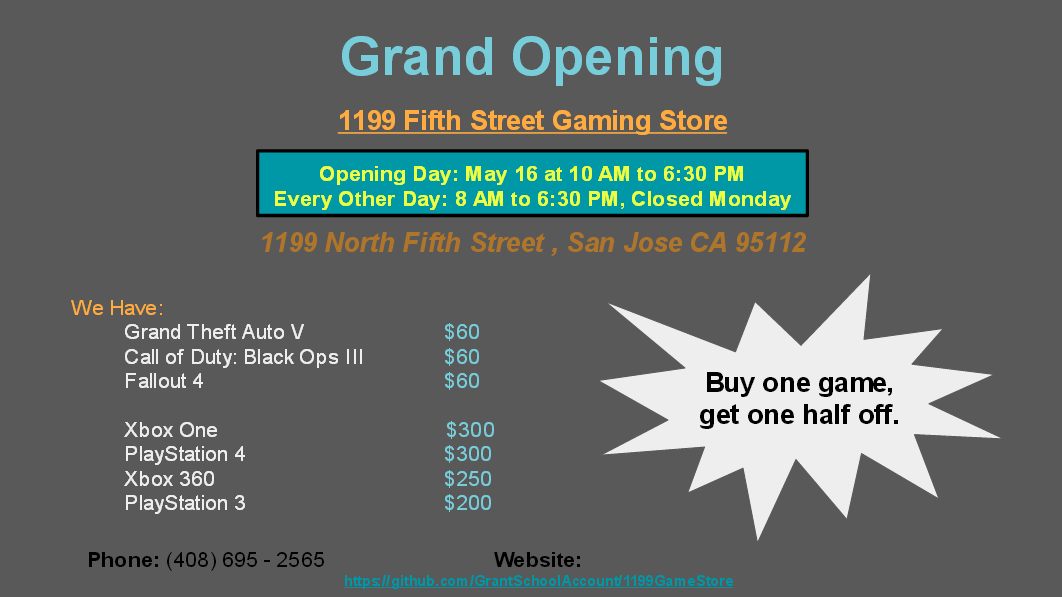 Grand Opening
1199 Fifth Street Gaming Store
Opening Day: May 16 at 10 AM to 6:30 PM
Every Other Day: 8 AM to 6:30 PM, Closed Monday
1199 North Fifth Street , San Jose CA 95112
We Have:
Grand Theft Auto V $60
Call of Duty: Black Ops III $60
Fallout 4 $60
Xbox One $300
PlayStation 4 $300
Xbox 360 $250
PlayStation 3 $200
Buy one game,
get one half off.
Phone: (408) 695 - 2565
Website:
https://github.com/GrantSchoolAccount/1199GameStore